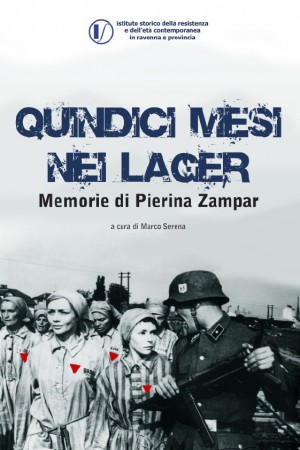 istituto storico della resistenza
e dell'età contemporanea
in ravenna e provincia
QUINDICI MESI
NEI LAGER
Memorie di Pierina Zampar
a cura di Marco Serena